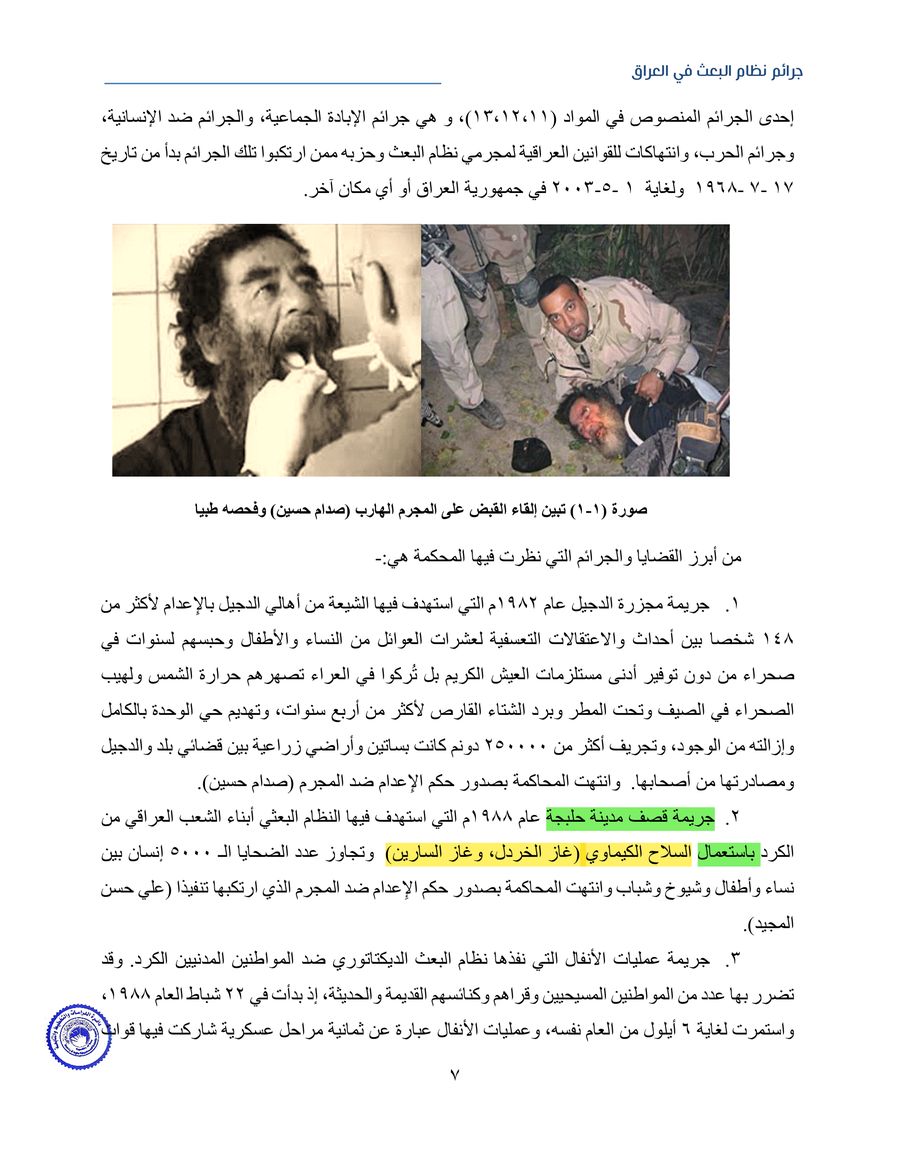 جرائم نظام البعث في العراق
إحدى الجرائم المنصوص في المواد (١١،١٢،١٣)، و هي جرائم الإبادة الجماعية، والجرائم ضد الإنسانية،
وجرائم الحرب، وانتهاكات للقوانين العراقية لمجرمي نظام البعث وحزبه ممن ارتكبوا تلك الجرائم بدأ من تاريخ
١٧ -٧ -١٩٦٨ ولغاية ١ -٥-٢٠٠٣ في جمهورية العراق أو أي مكان آخر.
صورة (١-١) تبين إلقاء القبض على المجرم الهارب (صدام حسين) وفحصه طبيا
من أبرز القضايا والجرائم التي نظرت فيها المحكمة هي:-
١. جريمة مجزرة الدجيل عام ١٩٨٢م التي استهدف فيها الشيعة من أهالي الدجيل بالإعدام لأكثر من
١٤٨ شخصا بين أحداث والاعتقالات التعسفية لعشرات العوائل من النساء والأطفال وحبسهم لسنوات في
صحراء من دون توفير أدنى مستلزمات العيش الكريم بل تُركوا في العراء تصهرهم حرارة الشمس ولهيب
الصحراء في الصيف وتحت المطر وبرد الشتاء القارص لأكثر من أربع سنوات، وتهديم حي الوحدة بالكامل
وإزالته من الوجود، وتجريف أكثر من ٢٥٠٠٠٠ دونم كانت بساتين وأراضي زراعية بين قضائي بلد والدجيل
ومصادرتها من أصحابها. وانتهت المحاكمة بصدور حكم الإعدام ضد المجرم (صدام حسين).
٢. جريمة قصف مدينة حلبجة عام ١٩٨٨م التي استهدف فيها النظام البعثي أبناء الشعب العراقي من
الكرد باستعمال السلاح الكيماوي (غاز الخردل، وغاز السارين) وتجاوز عدد الضحايا الـ ٥٠٠٠ إنسان بين
نساء وأطفال وشيوخ وشباب وانتهت المحاكمة بصدور حكم الإعدام ضد المجرم الذي ارتكبها تنفيذا (علي حسن
المجيد).
٣. جريمة عمليات الأنفال التي نفذها نظام البعث الديكتاتوري ضد المواطنين المدنيين الكرد. وقد
تضرر بها عدد من المواطنين المسيحيين وقراهم وكنائسهم القديمة والحديثة، إذ بدأت في ٢٢ شباط العام ١٩٨٨،
واستمرت لغاية ٦ أيلول من العام نفسه، وعمليات الأنفال عبارة عن ثمانية مراحل عسكرية شاركت فيها قوات
٧